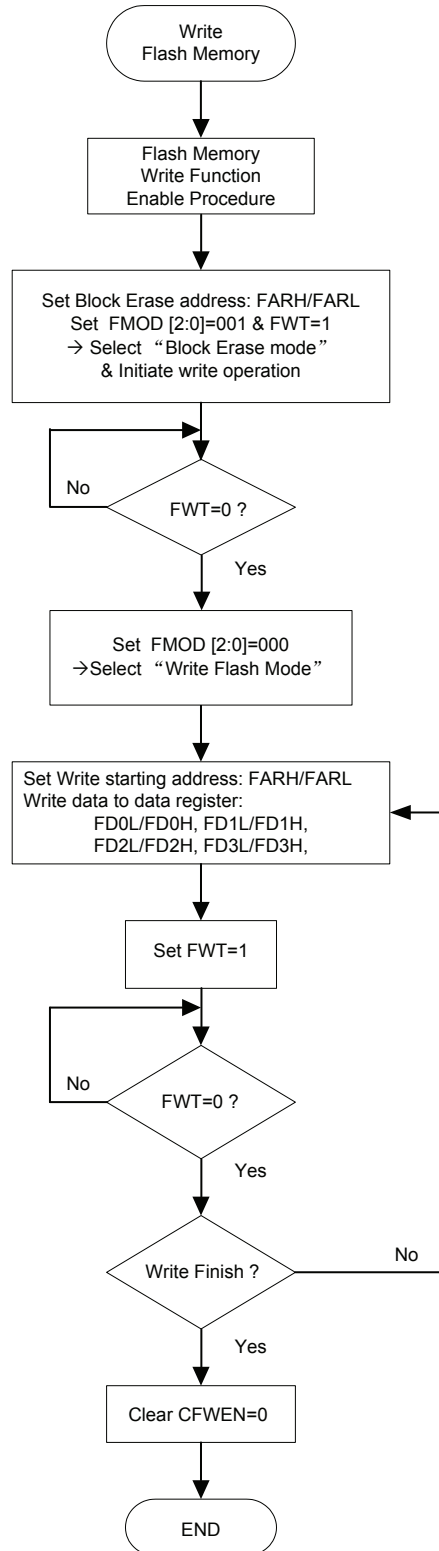 Write
Flash Memory
Flash Memory
Write Function
Enable Procedure
Set Block Erase address: FARH/FARL
Set FMOD [2:0]=001 & FWT=1
→ Select “Block Erase mode”
& Initiate write operation
No
FWT=0 ?
Yes
Set FMOD [2:0]=000
→Select “Write Flash Mode”
Set Write starting address: FARH/FARL
Write data to data register:
FD0L/FD0H, FD1L/FD1H,
FD2L/FD2H, FD3L/FD3H,
Set FWT=1
No
FWT=0 ?
Yes
Write Finish ?
No
Yes
Clear CFWEN=0
END